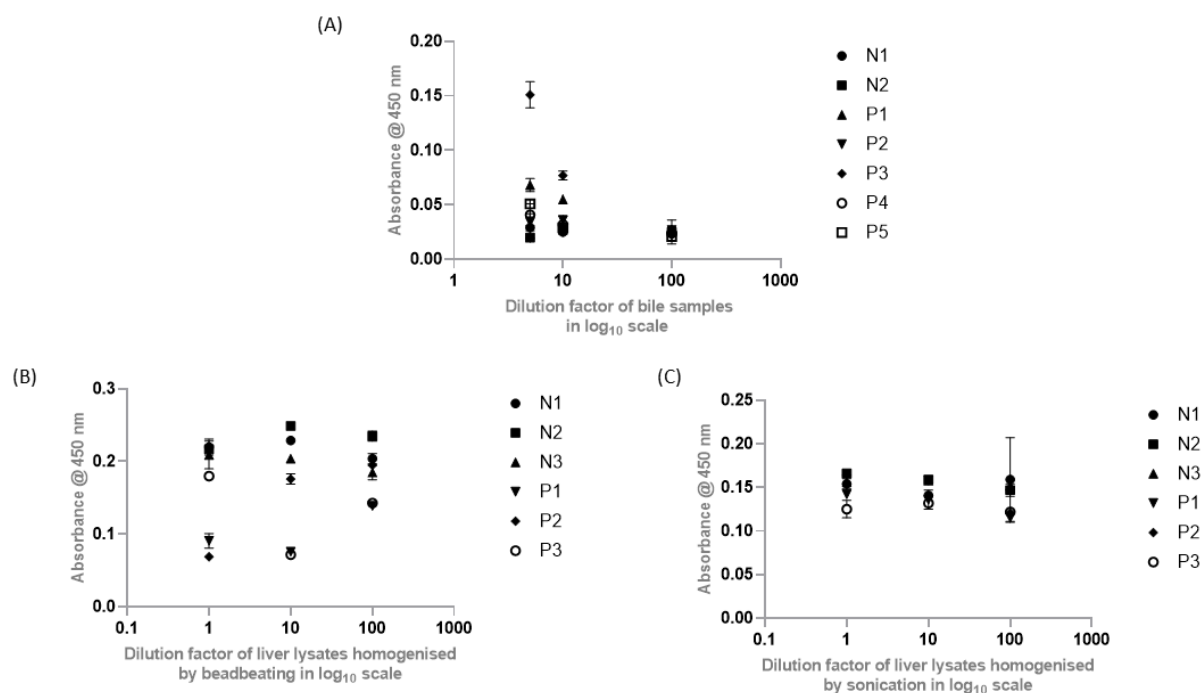 (A)
Absorbance @ 450 nm
0.20
0.15
0.10
0.05
0.00
1
10
100
1000
Dilution factor of bile samples
in log₁₀ scale
N1
N2
P1
P2
P3
P4
P5
(B)
Absorbance @ 450 nm
0.3
0.2
0.1
0.0
0.1
1
10
100
1000
Dilution factor of liver lysates homogenised
by beadbeating in log₁₀ scale
N1
N2
N3
P1
P2
P3
(C)
Absorbance @ 450 nm
0.25
0.20
0.15
0.10
0.05
0.00
0.1
1
10
100
1000
Dilution factor of liver lysates homogenised
by sonication in log₁₀ scale
N1
N2
N3
P1
P2
P3